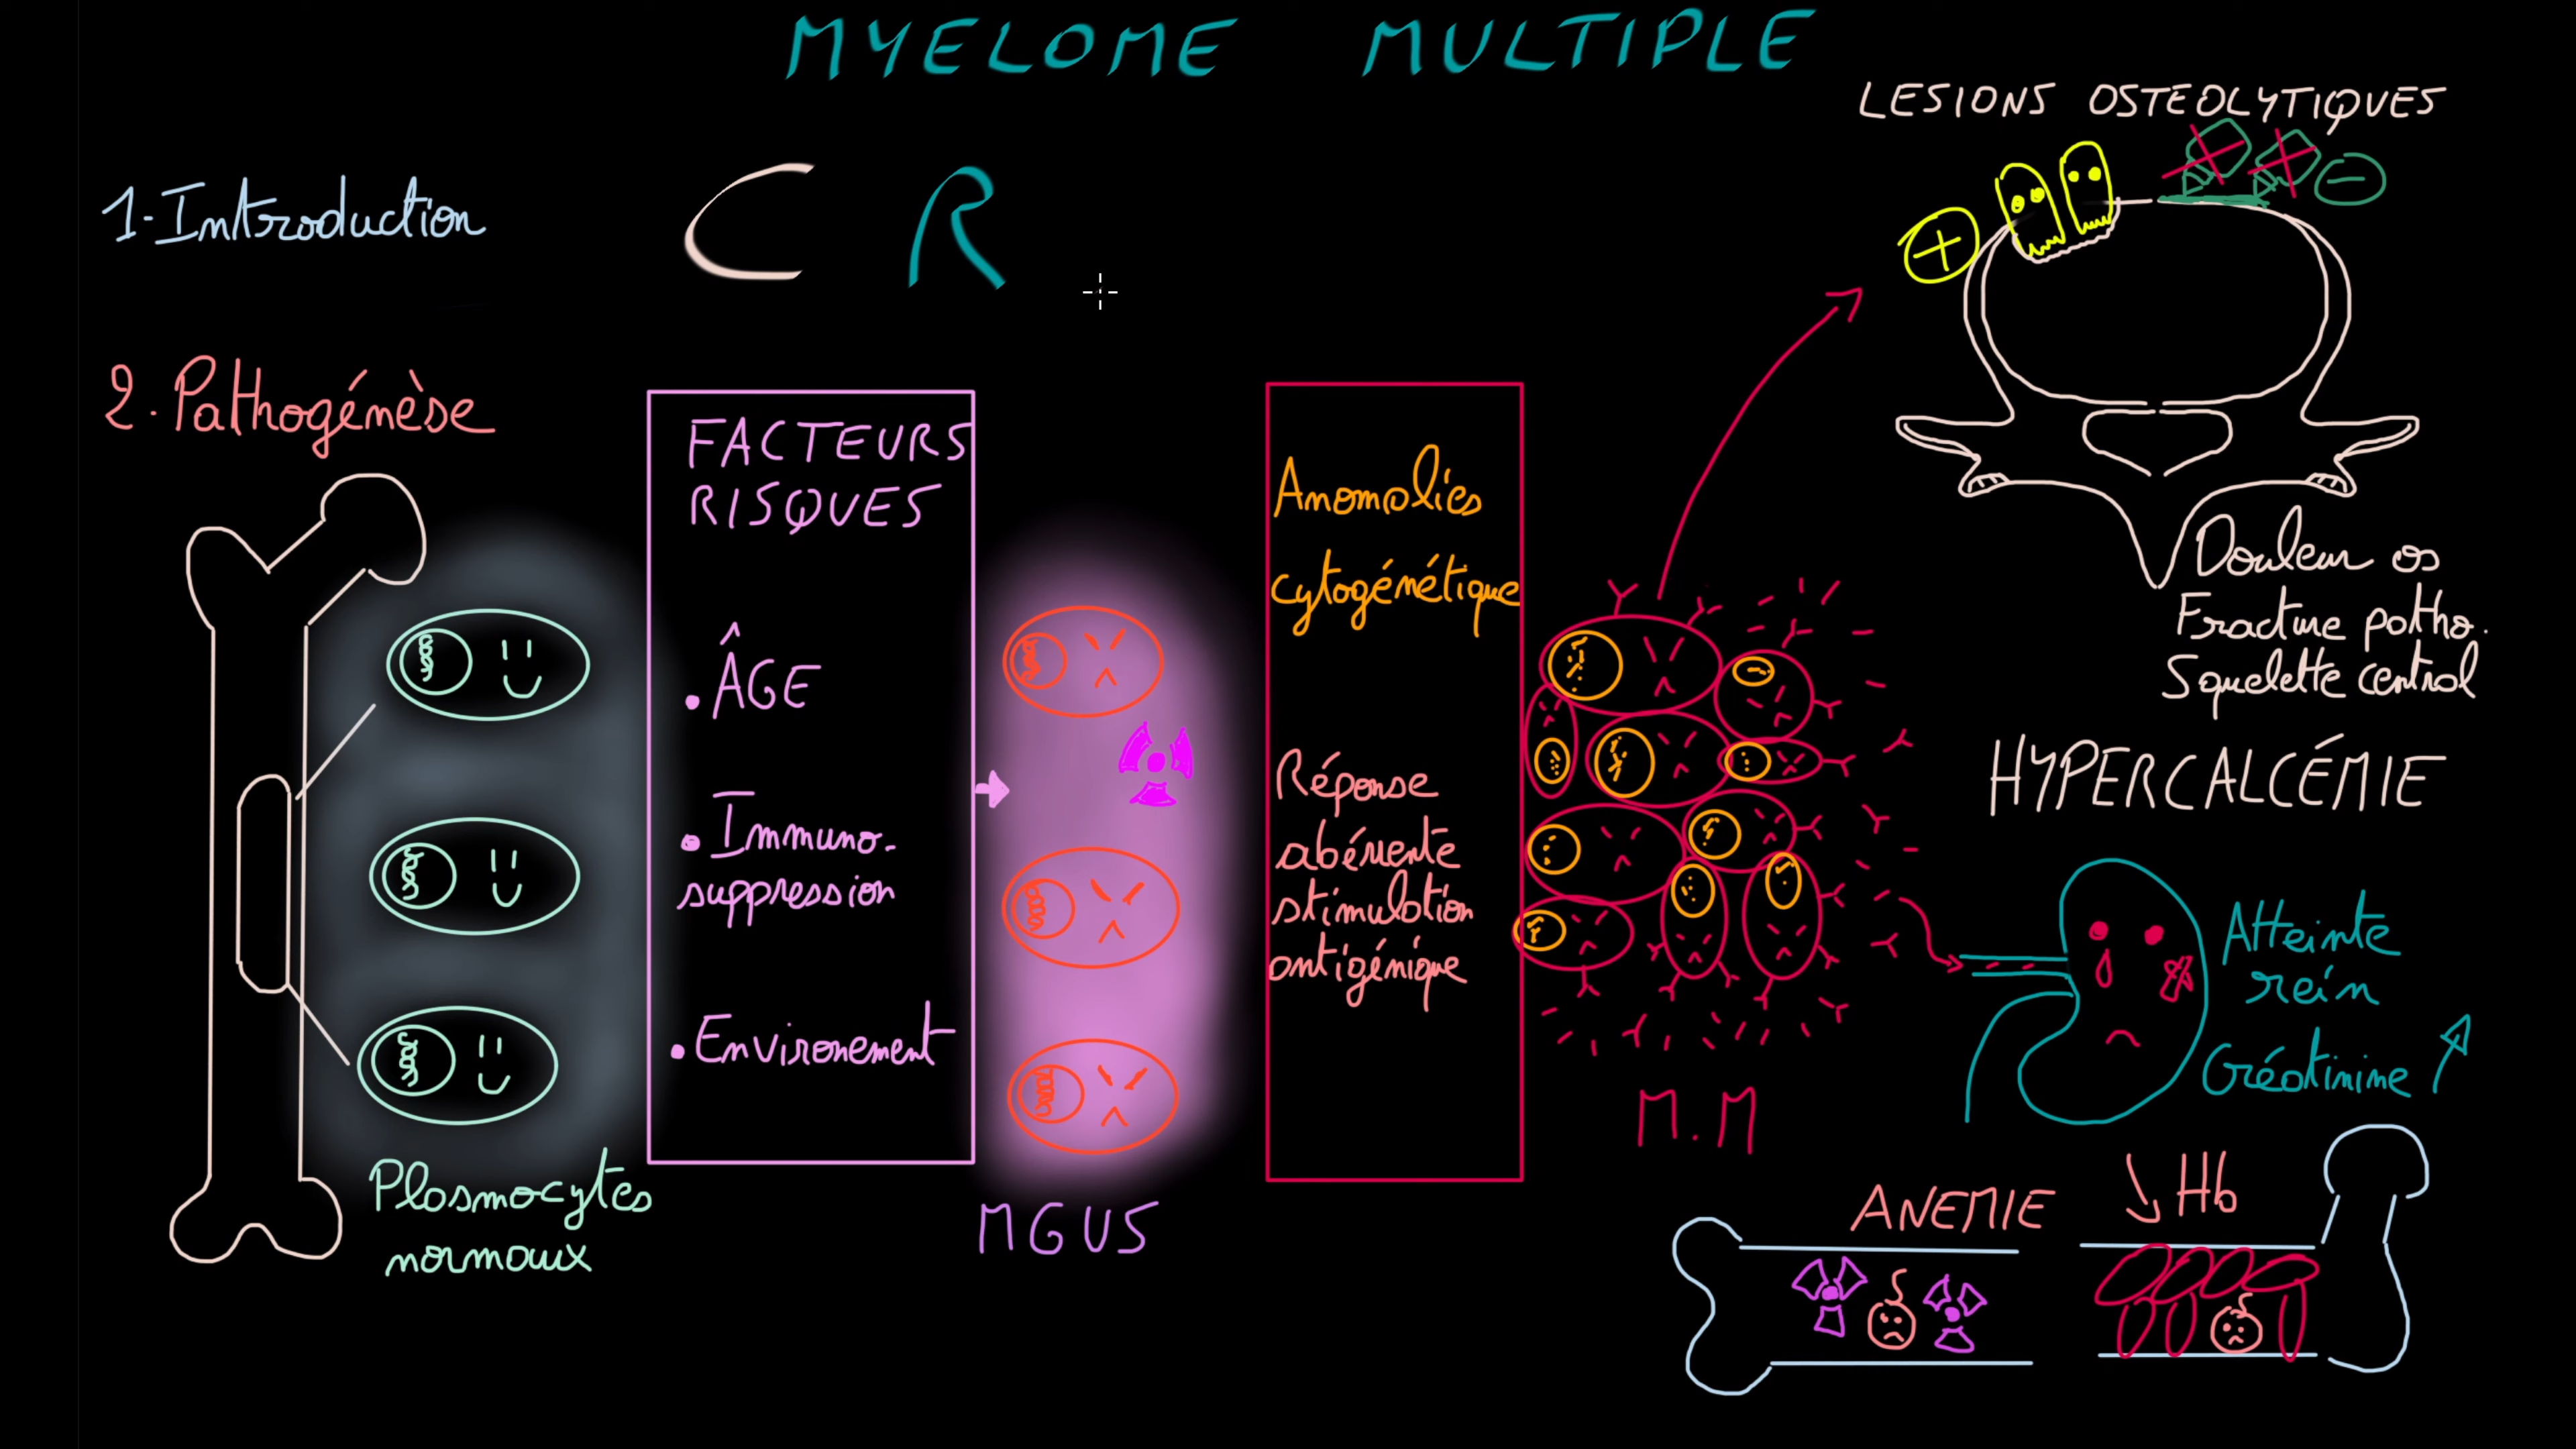 MYELOME MULTIPLE
1-Introduction
C R
2. Pathogénèse
Plasmocytes
normaux
FACTEURS
RISQUES
. ÂGE
. Immuno-
suppression
. Environement
MGUS
Anomalies
cytogénétique
Réponse
abérrente
stimulation
antigénique
M.M
LESIONS OSTEOLYTIQUES
+
-
Douleur os
Fracture patho.
Squelette central
HYPERCALCÉMIE
Atteinte
rein
Créatinine ↗
ANEMIE ↘ Hb